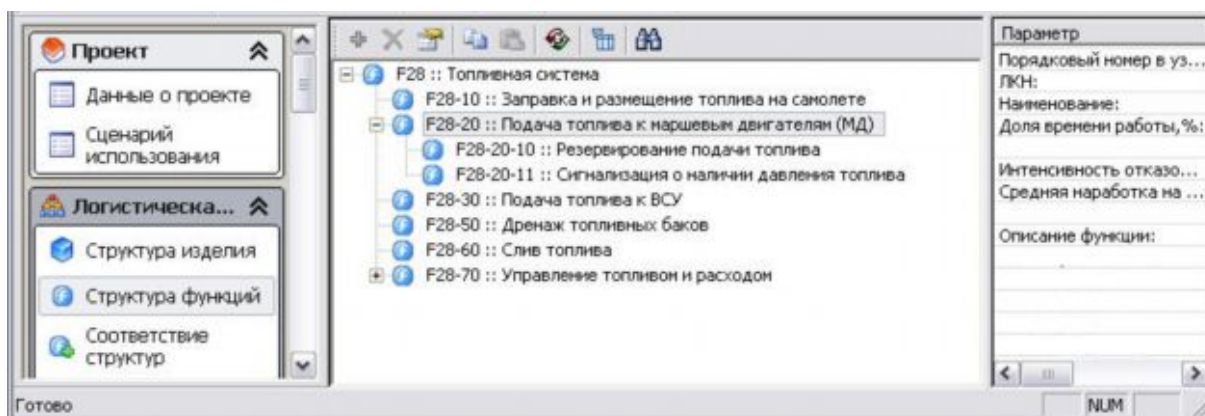 Проект
Данные о проекте
Сценарий
использования
Логистическа...
Структура изделия
Структура функций
Соответствие
структур
F28 :: Топливная система
F28-10 :: Заправка и размещение топлива на самолете
F28-20 :: Подача топлива к маршевым двигателям (МД)
F28-20-10 :: Резервирование подачи топлива
F28-20-11 :: Сигнализация о наличии давления топлива
F28-30 :: Подача топлива к ВСУ
F28-50 :: Дренаж топливных баков
F28-60 :: Слив топлива
F28-70 :: Управление топливом и расходом
Параметр
Порядковый номер в уз...
ЛКН:
Наименование:
Доля времени работы,%:
Интенсивность отказо...
Средняя наработка на ...
Описание функции:
Готово
NUM